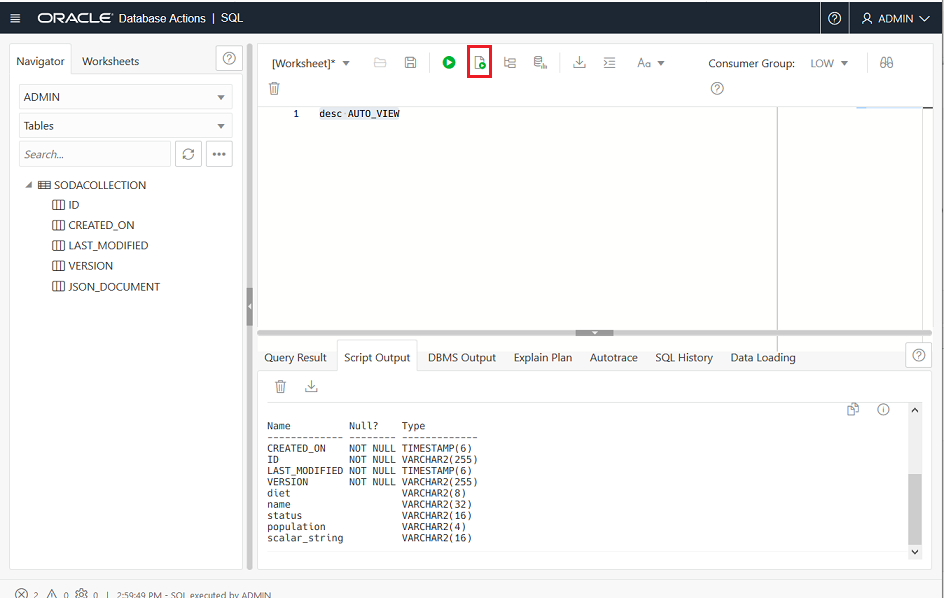 ORACLE Database Actions | SQL
ADMIN
Navigator Worksheets
ADMIN
Tables
Search...
SODACOLLECTION
ID
CREATED_ON
LAST_MODIFIED
VERSION
JSON_DOCUMENT
[Worksheet]* Aa Consumer Group: LOW
1 desc AUTO_VIEW
Query Result Script Output DBMS Output Explain Plan Autotrace SQL History Data Loading
Name Null? Type
------------- -------- -------------
CREATED_ON NOT NULL TIMESTAMP(6)
ID NOT NULL VARCHAR2(255)
LAST_MODIFIED NOT NULL TIMESTAMP(6)
VERSION NOT NULL VARCHAR2(255)
diet VARCHAR2(8)
name VARCHAR2(32)
status VARCHAR2(16)
population VARCHAR2(4)
scalar_string VARCHAR2(16)
2 0 0 | 2:59:49 PM - SQL executed by ADMIN